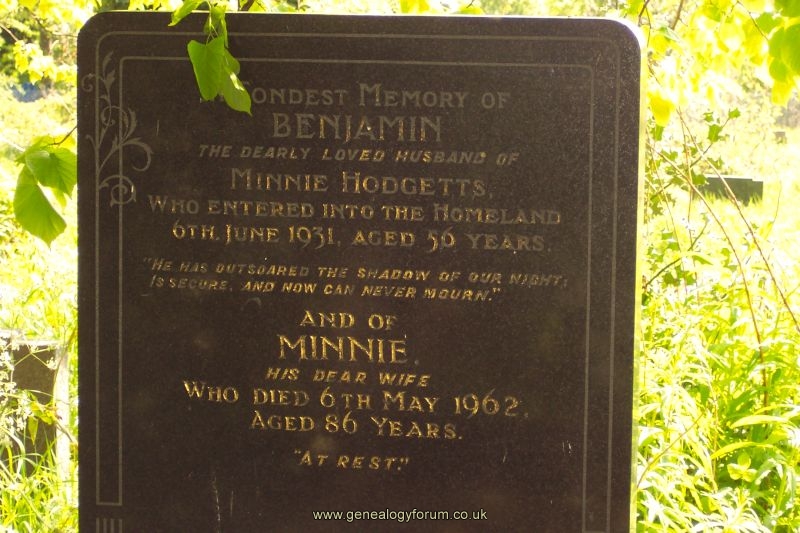 FONDEST MEMORY OF
BENJAMIN
THE DEARLY LOVED HUSBAND OF
MINNIE HODGETTS,
WHO ENTERED INTO THE HOMELAND
6TH. JUNE 1931, AGED 56 YEARS.
"HE HAS OUTSOARED THE SHADOW OF OUR NIGHT;
IS SECURE, AND NOW CAN NEVER MOURN."
AND OF
MINNIE,
HIS DEAR WIFE
WHO DIED 6TH MAY 1962,
AGED 86 YEARS.
"AT REST."
www.genealogyforum.co.uk